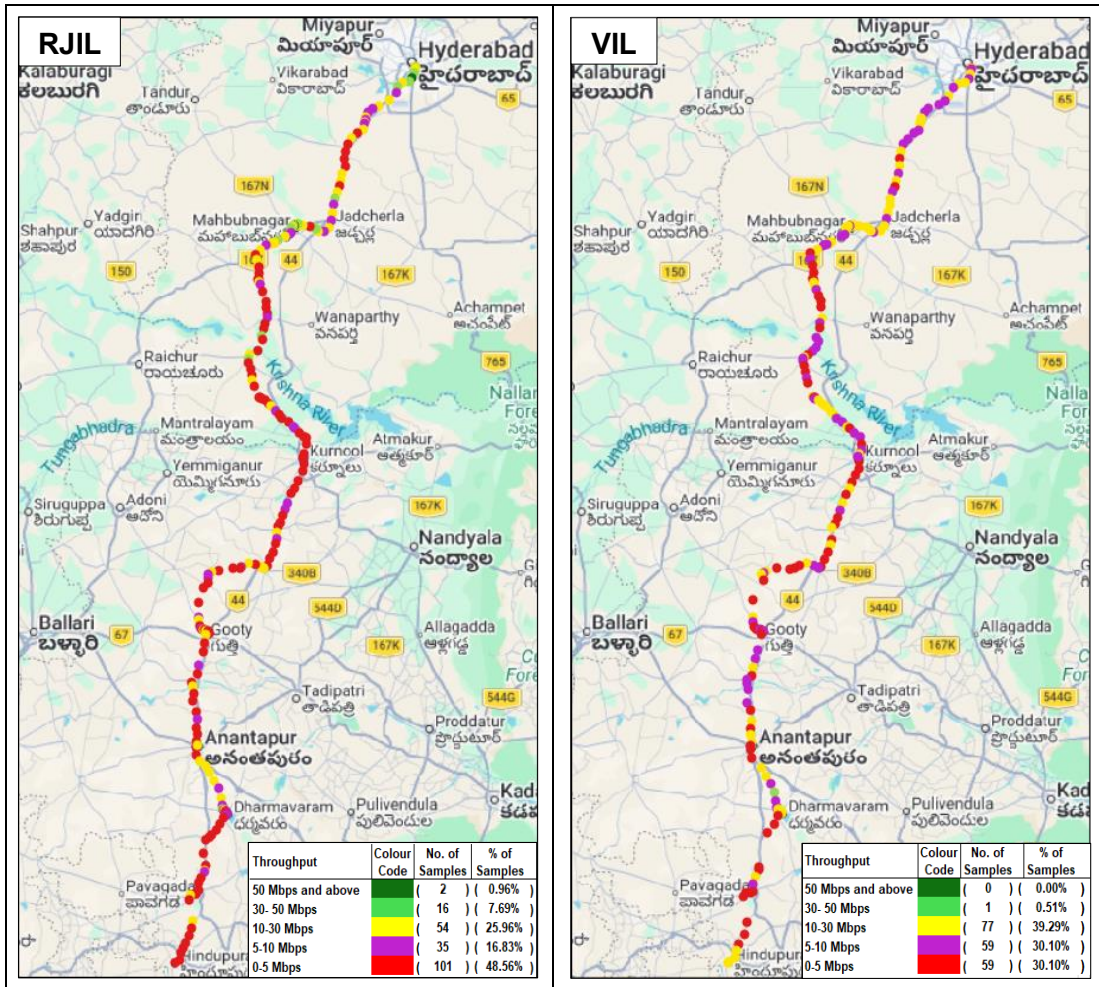 RJIL
Miyapur
మియాపూర్
Hyderabad
హైదరాబాద్
Kalaburagi
ಕಲಬುರಗಿ
Vikarabad
వికారాబాద్
Tandur
తాండూరు
65
167N
Yadgir
ಯಾದಗಿರಿ
Mahbubnagar
Jadcherla
జడ్చర్ల
Shahpur
ಶಹಾಪುರ
150
44
167K
Achampet
అచంపేట్
Wanaparthy
వనపర్తి
Raichur
ರಾಯಚೂರು
765
Krishna River
Nallar
Fore
Mantralayam
మంత్రాలయం
Tungabhadra
Atmakur
ఆత్మకూర్
Kurnool
కర్నూలు
Yemmiganur
యెమ్మిగనూరు
Siruguppa
ಸಿರುಗುಪ್ಪ
Adoni
ఆదోని
167K
Nandyala
నంద్యాల
340B
44
544D
Ballari
ಬಳ್ಳಾರಿ
67
Gooty
గుత్తి
Allagadda
ఆళ్లగడ్డ
167K
Tadipatri
తాడిపత్రి
544G
Proddatur
ప్రొద్దుటూర్
Anantapur
అనంతపురం
Kada
కడప
Dharmavaram
ధర్మవరం
Pulivendula
పులివెందుల
Pavagada
ಪಾವಗಡ
Hindupur
Throughput Colour Code No. of Samples % of Samples
50 Mbps and above ( 2 ) ( 0.96% )
30- 50 Mbps ( 16 ) ( 7.69% )
10-30 Mbps ( 54 ) ( 25.96% )
5-10 Mbps ( 35 ) ( 16.83% )
0-5 Mbps ( 101 ) ( 48.56% )
VIL
Miyapur
మియాపూర్
Hyderabad
హైదరాబాద్
Kalaburagi
ಕಲಬುರಗಿ
Vikarabad
వికారాబాద్
Tandur
తాండూరు
65
167N
Yadgir
ಯಾದಗಿರಿ
Mahbubnagar
Jadcherla
జడ్చర్ల
Shahpur
ಶಹಾಪುರ
150
44
167K
Achampet
అచంపేట్
Wanaparthy
వనపర్తి
Raichur
ರಾಯಚೂರು
765
Krishna River
Nallar
Fore
Mantralayam
మంత్రాలయం
Tungabhadra
Atmakur
ఆత్మకూర్
Kurnool
కర్నూలు
Yemmiganur
యెమ్మిగనూరు
Siruguppa
ಸಿರುಗುಪ್ಪ
Adoni
ఆదోని
167K
Nandyala
నంద్యాల
340B
44
544D
Ballari
ಬಳ್ಳಾರಿ
67
Gooty
గుత్తి
Allagadda
ఆళ్లగడ్డ
167K
Tadipatri
తాడిపత్రి
544G
Proddatur
ప్రొద్దుటూర్
Anantapur
అనంతపురం
Kada
కడప
Dharmavaram
ధర్మవరం
Pulivendula
పులివెందుల
Pavagada
ಪಾವಗಡ
Hindupur
Throughput Colour Code No. of Samples % of Samples
50 Mbps and above ( 0 ) ( 0.00% )
30- 50 Mbps ( 1 ) ( 0.51% )
10-30 Mbps ( 77 ) ( 39.29% )
5-10 Mbps ( 59 ) ( 30.10% )
0-5 Mbps ( 59 ) ( 30.10% )